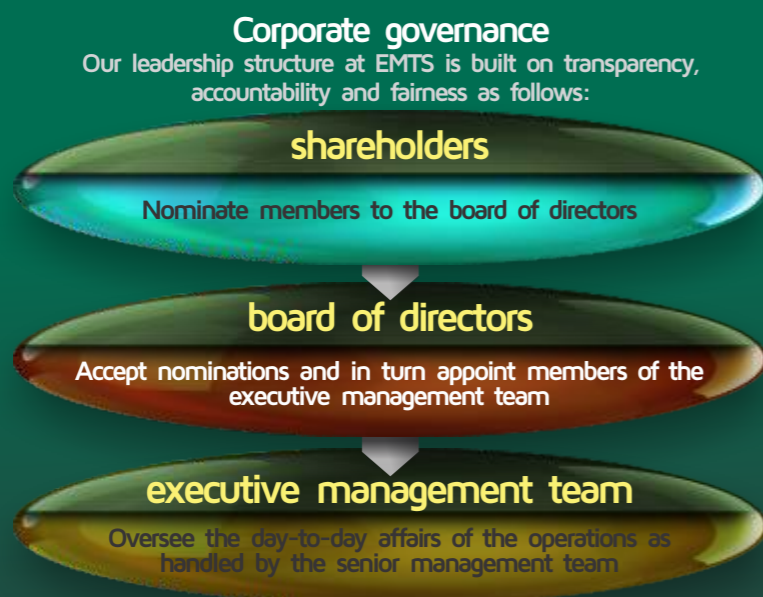 Corporate governance
Our leadership structure at EMTS is built on transparency,
accountability and fairness as follows:
shareholders
Nominate members to the board of directors
board of directors
Accept nominations and in turn appoint members of the
executive management team
executive management team
Oversee the day-to-day affairs of the operations as
handled by the senior management team